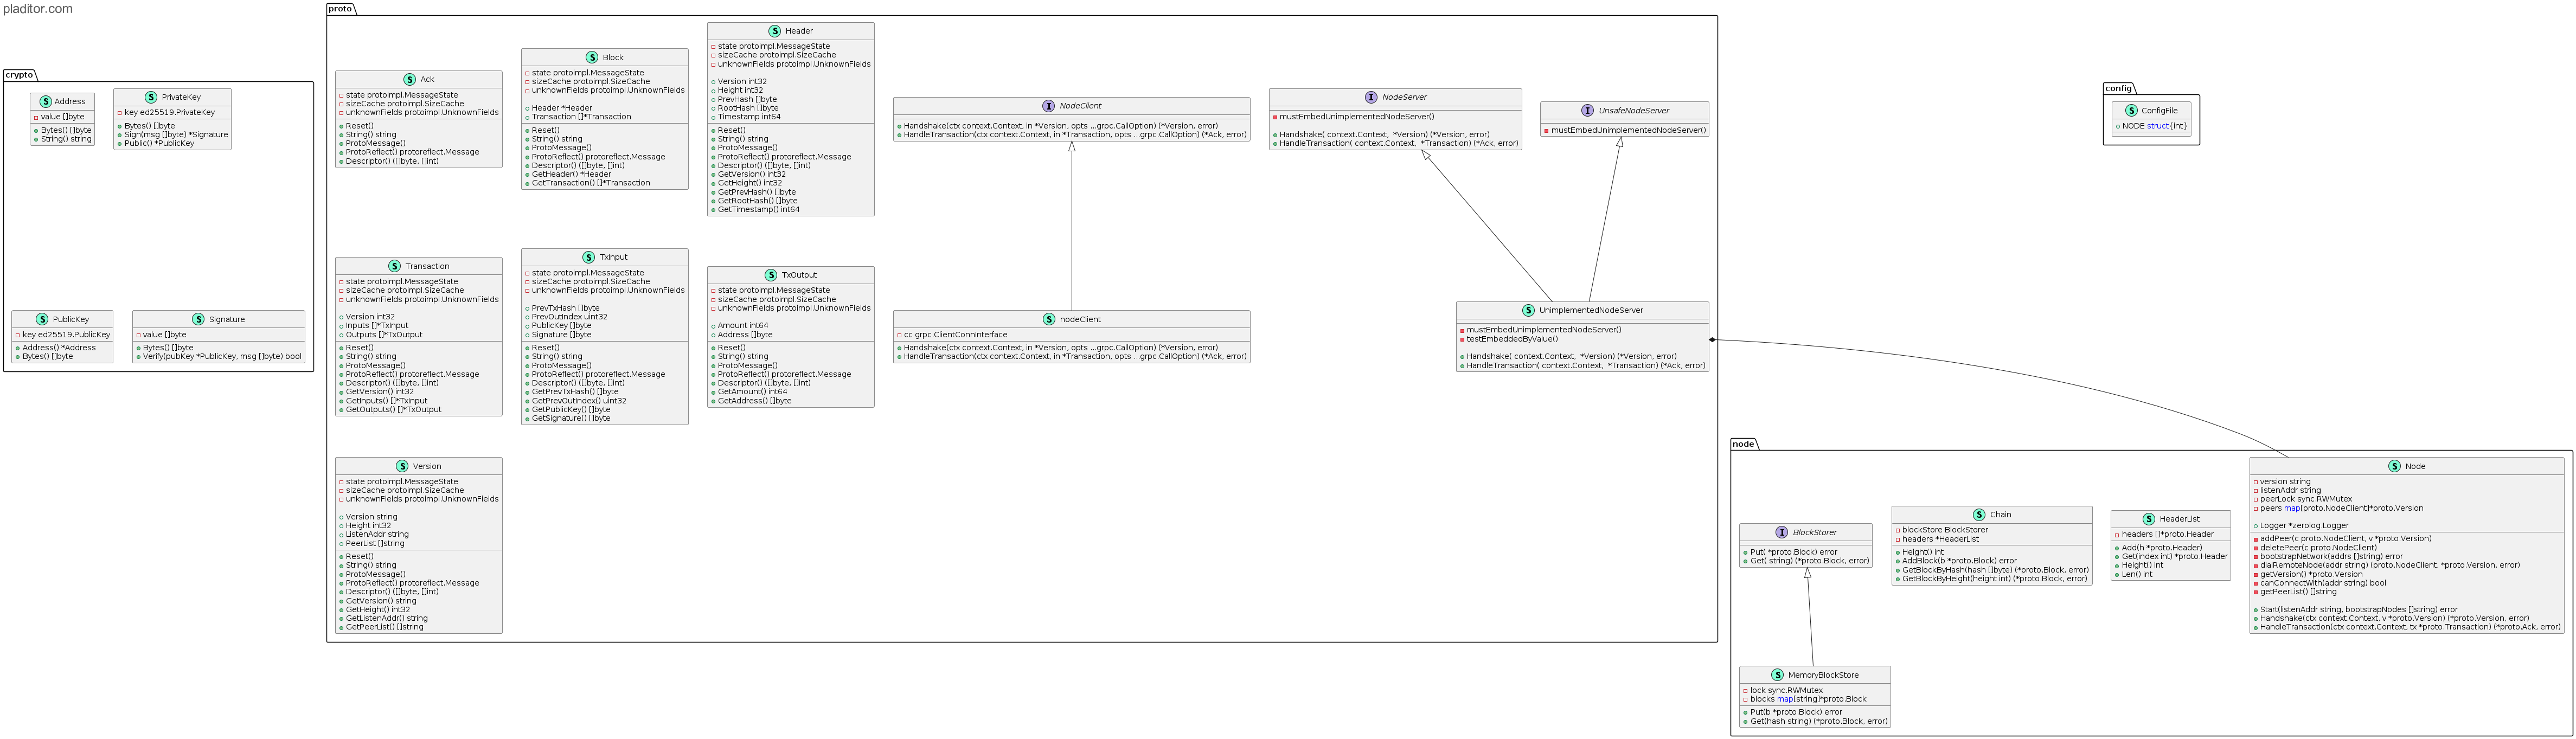 pladitor.com
crypto
S Address
value []byte
Bytes() []byte
String() string
S PrivateKey
key ed25519.PrivateKey
Bytes() []byte
Sign(msg []byte) *Signature
Public() *PublicKey
S PublicKey
key ed25519.PublicKey
Address() *Address
Bytes() []byte
S Signature
value []byte
Bytes() []byte
Verify(pubKey *PublicKey, msg []byte) bool
proto
S Ack
state protoimpl.MessageState
sizeCache protoimpl.SizeCache
unknownFields protoimpl.UnknownFields
Reset()
String() string
ProtoMessage()
ProtoReflect() protoreflect.Message
Descriptor() ([]byte, []int)
S Block
state protoimpl.MessageState
sizeCache protoimpl.SizeCache
unknownFields protoimpl.UnknownFields
Header *Header
Transaction []*Transaction
Reset()
String() string
ProtoMessage()
ProtoReflect() protoreflect.Message
Descriptor() ([]byte, []int)
GetHeader() *Header
GetTransaction() []*Transaction
S Header
state protoimpl.MessageState
sizeCache protoimpl.SizeCache
unknownFields protoimpl.UnknownFields
Version int32
Height int32
PrevHash []byte
RootHash []byte
Timestamp int64
Reset()
String() string
ProtoMessage()
ProtoReflect() protoreflect.Message
Descriptor() ([]byte, []int)
GetVersion() int32
GetHeight() int32
GetPrevHash() []byte
GetRootHash() []byte
GetTimestamp() int64
I NodeClient
Handshake(ctx context.Context, in *Version, opts ...grpc.CallOption) (*Version, error)
HandleTransaction(ctx context.Context, in *Transaction, opts ...grpc.CallOption) (*Ack, error)
I NodeServer
mustEmbedUnimplementedNodeServer()
Handshake( context.Context, *Version) (*Version, error)
HandleTransaction( context.Context, *Transaction) (*Ack, error)
I UnsafeNodeServer
mustEmbedUnimplementedNodeServer()
S Transaction
state protoimpl.MessageState
sizeCache protoimpl.SizeCache
unknownFields protoimpl.UnknownFields
Version int32
Inputs []*TxInput
Outputs []*TxOutput
Reset()
String() string
ProtoMessage()
ProtoReflect() protoreflect.Message
Descriptor() ([]byte, []int)
GetVersion() int32
GetInputs() []*TxInput
GetOutputs() []*TxOutput
S TxInput
state protoimpl.MessageState
sizeCache protoimpl.SizeCache
unknownFields protoimpl.UnknownFields
PrevTxHash []byte
PrevOutIndex uint32
PublicKey []byte
Signature []byte
Reset()
String() string
ProtoMessage()
ProtoReflect() protoreflect.Message
Descriptor() ([]byte, []int)
GetPrevTxHash() []byte
GetPrevOutIndex() uint32
GetPublicKey() []byte
GetSignature() []byte
S TxOutput
state protoimpl.MessageState
sizeCache protoimpl.SizeCache
unknownFields protoimpl.UnknownFields
Amount int64
Address []byte
Reset()
String() string
ProtoMessage()
ProtoReflect() protoreflect.Message
Descriptor() ([]byte, []int)
GetAmount() int64
GetAddress() []byte
S nodeClient
cc grpc.ClientConnInterface
Handshake(ctx context.Context, in *Version, opts ...grpc.CallOption) (*Version, error)
HandleTransaction(ctx context.Context, in *Transaction, opts ...grpc.CallOption) (*Ack, error)
S UnimplementedNodeServer
mustEmbedUnimplementedNodeServer()
testEmbeddedByValue()
Handshake( context.Context, *Version) (*Version, error)
HandleTransaction( context.Context, *Transaction) (*Ack, error)
S Version
state protoimpl.MessageState
sizeCache protoimpl.SizeCache
unknownFields protoimpl.UnknownFields
Version string
Height int32
ListenAddr string
PeerList []string
Reset()
String() string
ProtoMessage()
ProtoReflect() protoreflect.Message
Descriptor() ([]byte, []int)
GetVersion() string
GetHeight() int32
GetListenAddr() string
GetPeerList() []string
config
S ConfigFile
NODE struct{int}
node
I BlockStorer
Put( *proto.Block) error
Get( string) (*proto.Block, error)
S Chain
blockStore BlockStorer
headers *HeaderList
Height() int
AddBlock(b *proto.Block) error
GetBlockByHash(hash []byte) (*proto.Block, error)
GetBlockByHeight(height int) (*proto.Block, error)
S HeaderList
headers []*proto.Header
Add(h *proto.Header)
Get(index int) *proto.Header
Height() int
Len() int
S Node
version string
listenAddr string
peerLock sync.RWMutex
peers map[proto.NodeClient]*proto.Version
Logger *zerolog.Logger
addPeer(c proto.NodeClient, v *proto.Version)
deletePeer(c proto.NodeClient)
bootstrapNetwork(addrs []string) error
dialRemoteNode(addr string) (proto.NodeClient, *proto.Version, error)
getVersion() *proto.Version
canConnectWith(addr string) bool
getPeerList() []string
Start(listenAddr string, bootstrapNodes []string) error
Handshake(ctx context.Context, v *proto.Version) (*proto.Version, error)
HandleTransaction(ctx context.Context, tx *proto.Transaction) (*proto.Ack, error)
S MemoryBlockStore
lock sync.RWMutex
blocks map[string]*proto.Block
Put(b *proto.Block) error
Get(hash string) (*proto.Block, error)